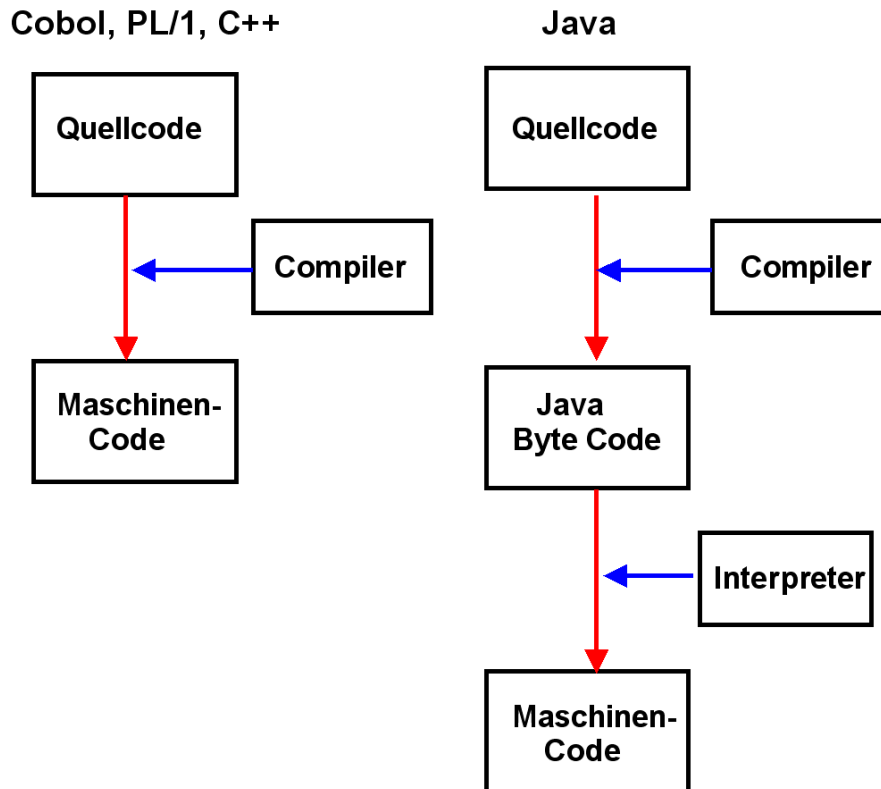 Cobol, PL/1, C++
Quellcode
Compiler
Maschinen-
Code
Java
Quellcode
Compiler
Java
Byte Code
Interpreter
Maschinen-
Code